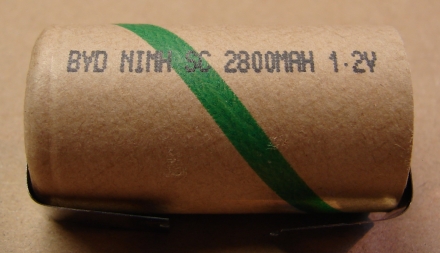 BYD NIMH SC 2800MAH 1.2V